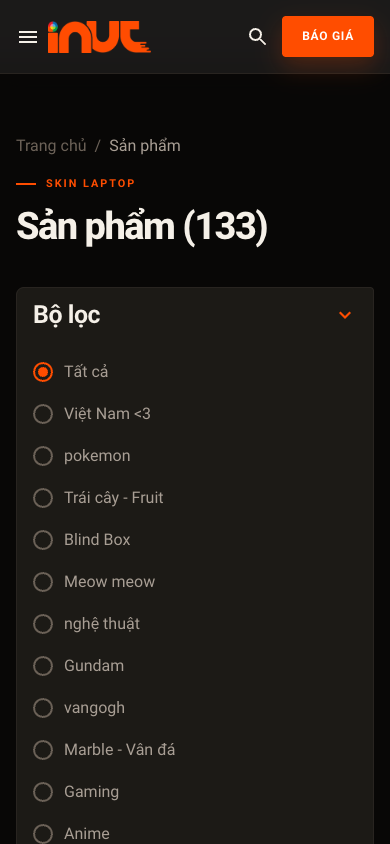 inut
BÁO GIÁ
Trang chủ / Sản phẩm
SKIN LAPTOP
Sản phẩm (133)
Bộ lọc
Tất cả
Việt Nam <3
pokemon
Trái cây - Fruit
Blind Box
Meow meow
nghệ thuật
Gundam
vangogh
Marble - Vân đá
Gaming
Anime